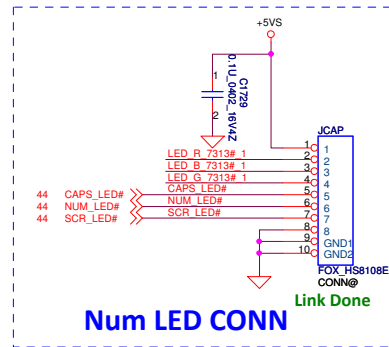 +5VS
1
C1729
0.1U_0402_16V4Z
2
JCAP
1 1
LED_R_7313#_1 2 2
LED_B_7313#_1 3 3
LED_G_7313#_1 4 4
44 CAPS_LED# CAPS_LED# 5 5
44 NUM_LED# NUM_LED# 6 6
44 SCR_LED# SCR_LED# 7 7
8 8
9 GND1
10 GND2
FOX_HS8108E
CONN@
Link Done
Num LED CONN